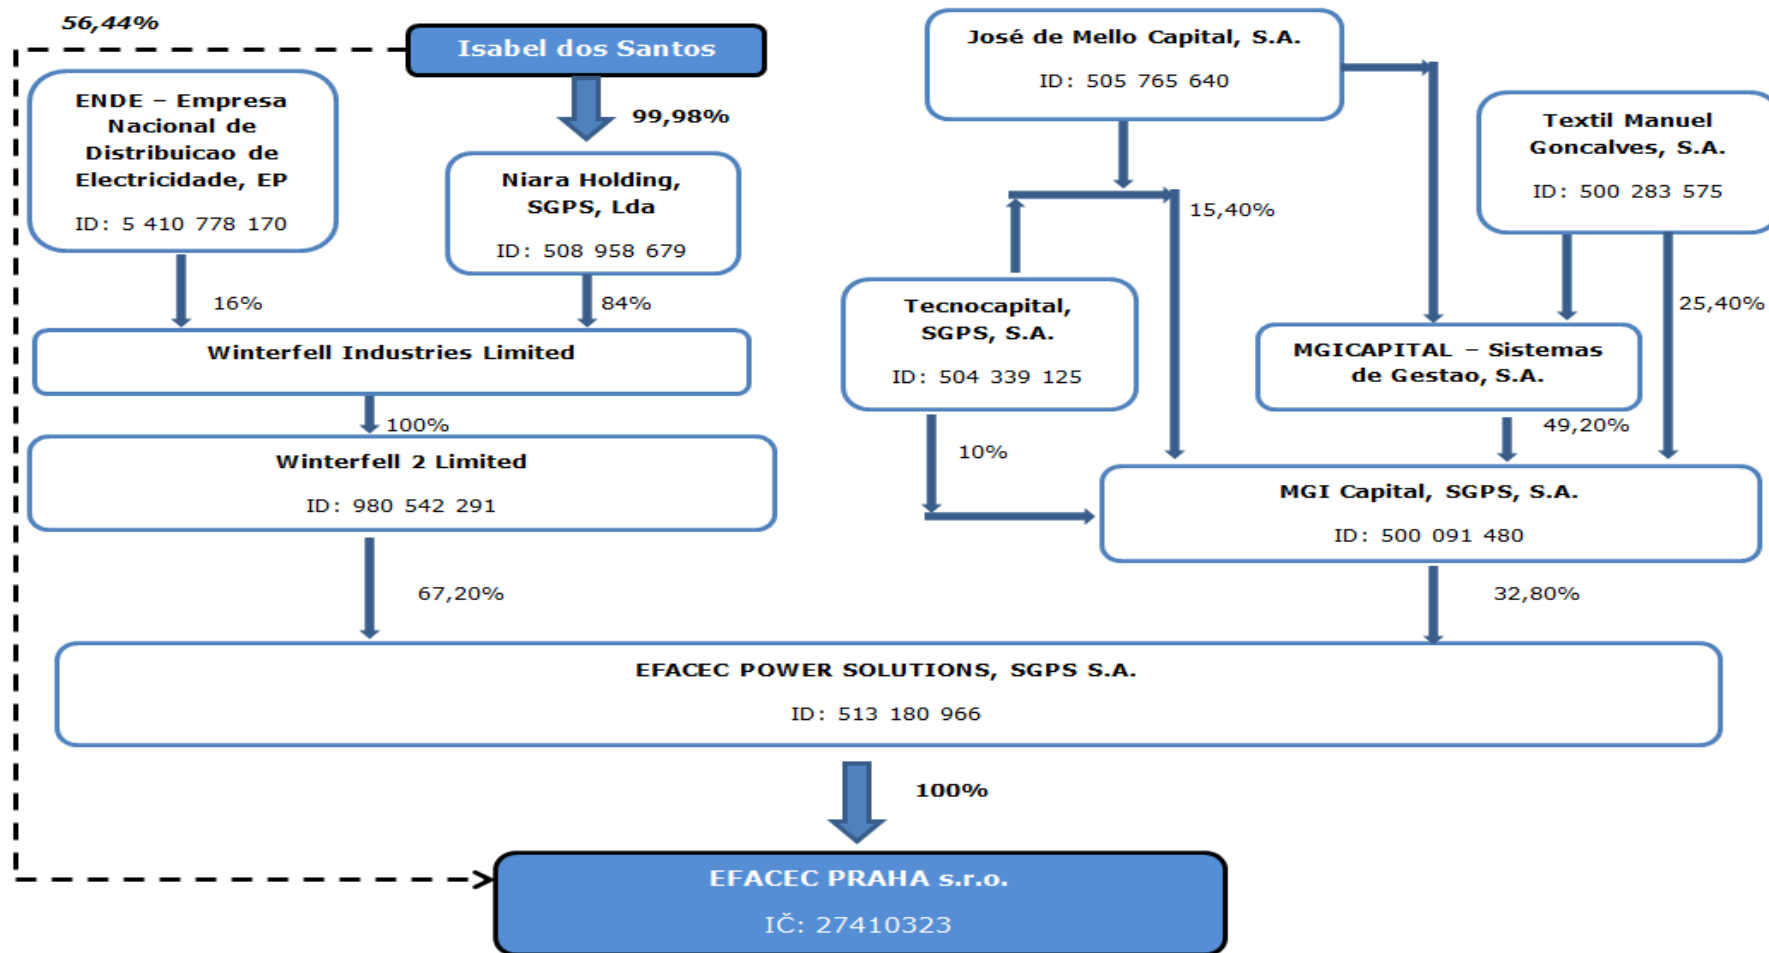 56,44%
Isabel dos Santos
99,98%
ENDE – Empresa
Nacional de
Distribuicao de
Electricidade, EP
ID: 5 410 778 170
Niara Holding,
SGPS, Lda
ID: 508 958 679
16%
84%
Winterfell Industries Limited
100%
Winterfell 2 Limited
ID: 980 542 291
67,20%
José de Mello Capital, S.A.
ID: 505 765 640
Textil Manuel
Goncalves, S.A.
ID: 500 283 575
15,40%
25,40%
Tecnocapital,
SGPS, S.A.
ID: 504 339 125
MGICAPITAL – Sistemas
de Gestao, S.A.
10%
49,20%
MGI Capital, SGPS, S.A.
ID: 500 091 480
32,80%
EFACEC POWER SOLUTIONS, SGPS S.A.
ID: 513 180 966
100%
EFACEC PRAHA s.r.o.
IČ: 27410323